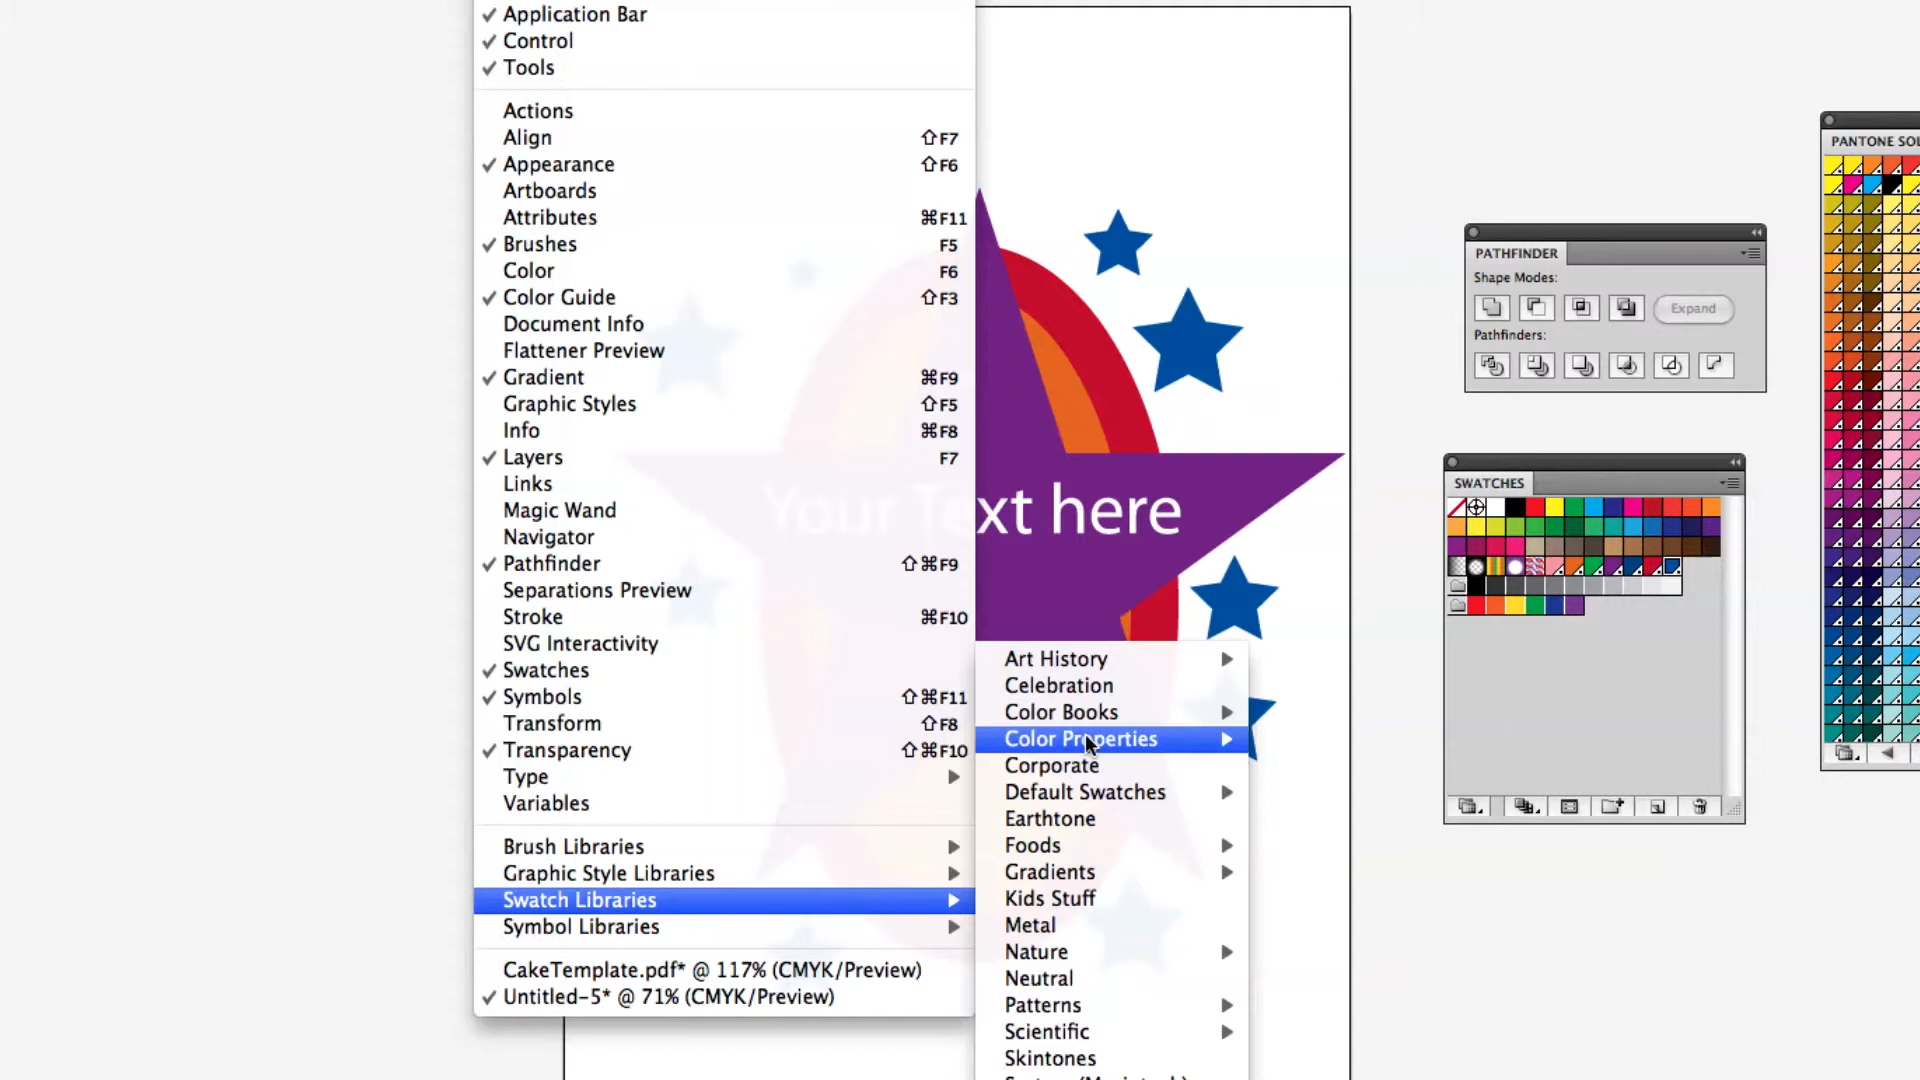 Application Bar
Control
Tools
Actions
Align ⇧F7
Appearance ⇧F6
Artboards
Attributes ⌘F11
Brushes F5
Color F6
Color Guide ⇧F3
Document Info
Flattener Preview
Gradient ⌘F9
Graphic Styles ⇧F5
Info ⌘F8
Layers F7
Links
Magic Wand
Navigator
Pathfinder ⇧⌘F9
Separations Preview
Stroke ⌘F10
SVG Interactivity
Swatches
Symbols ⇧⌘F11
Transform ⇧F8
Transparency ⇧⌘F10
Type
Variables
Brush Libraries
Graphic Style Libraries
Swatch Libraries
Symbol Libraries
CakeTemplate.pdf* @ 117% (CMYK/Preview)
Untitled-5* @ 71% (CMYK/Preview)
Your Text here
Art History
Celebration
Color Books
Color Properties
Corporate
Default Swatches
Earthtone
Foods
Gradients
Kids Stuff
Metal
Nature
Neutral
Patterns
Scientific
Skintones
PATHFINDER
Shape Modes:
Expand
Pathfinders:
SWATCHES
PANTONE SOL